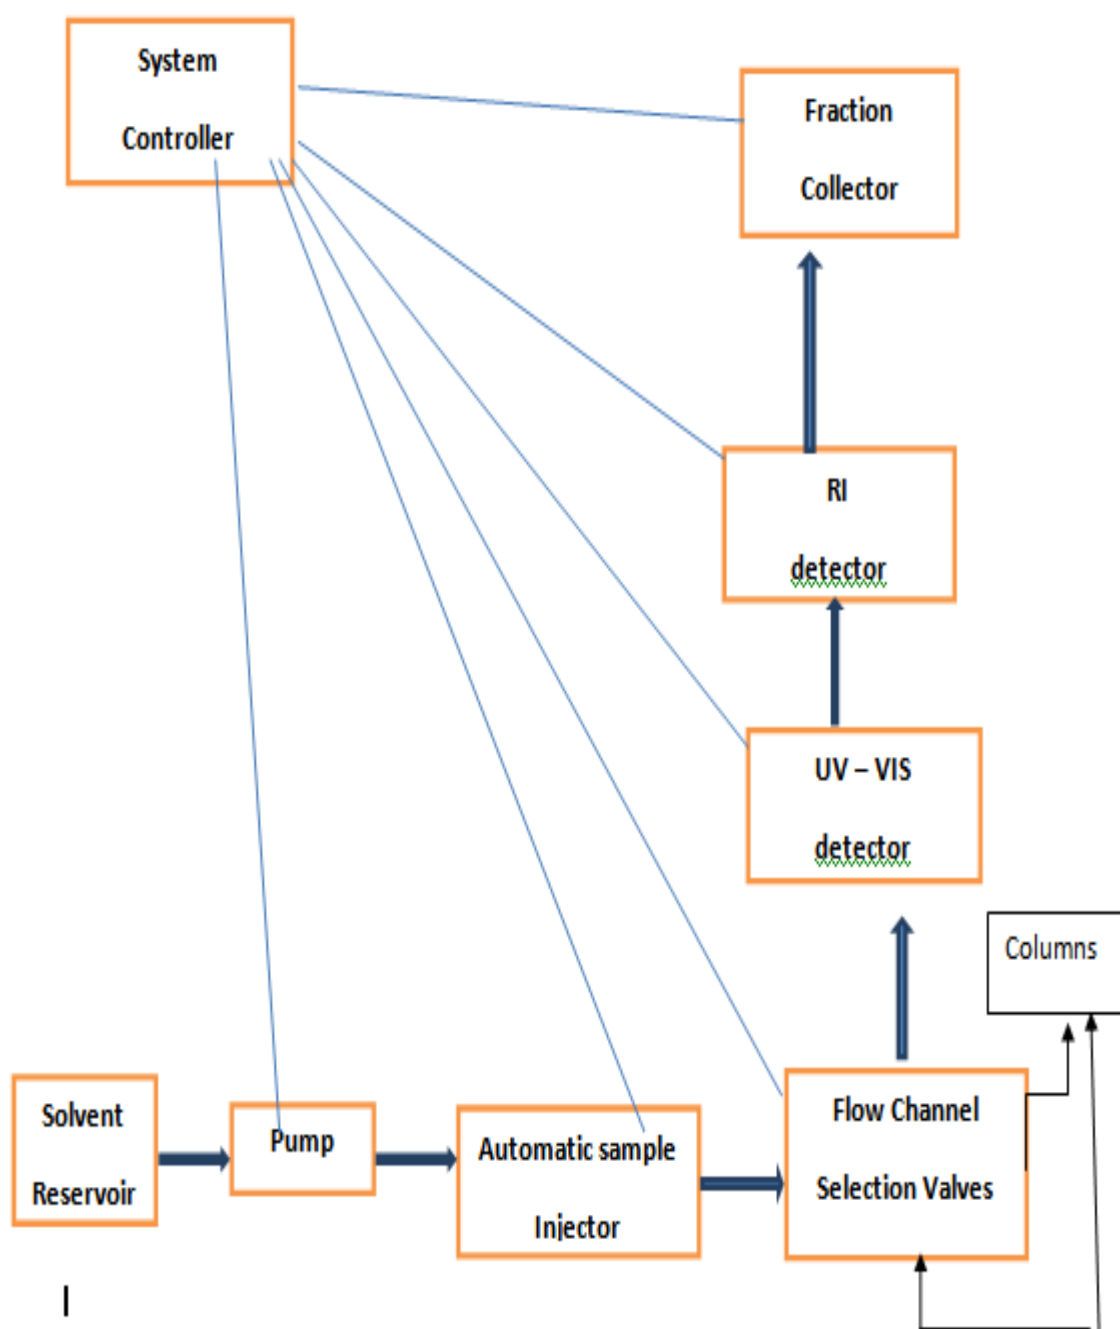 System
Controller
Fraction
Collector
RI
detector
UV – VIS
detector
Columns
Solvent
Reservoir
Pump
Automatic sample
Injector
Flow Channel
Selection Valves